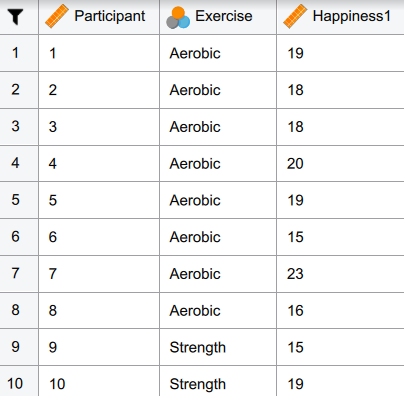 Participant Exercise Happiness1
1 1 Aerobic 19
2 2 Aerobic 18
3 3 Aerobic 18
4 4 Aerobic 20
5 5 Aerobic 19
6 6 Aerobic 15
7 7 Aerobic 23
8 8 Aerobic 16
9 9 Strength 15
10 10 Strength 19